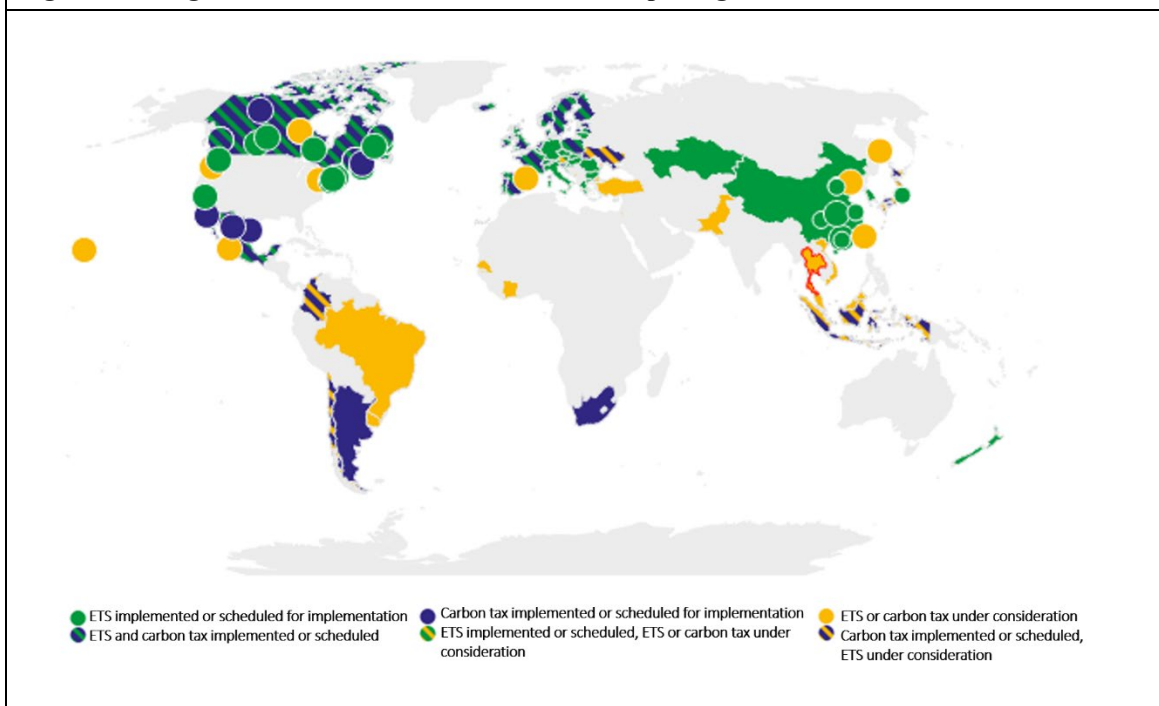 ETS implemented or scheduled for implementation
ETS and carbon tax implemented or scheduled
Carbon tax implemented or scheduled for implementation
ETS implemented or scheduled, ETS or carbon tax under
consideration
ETS or carbon tax under consideration
Carbon tax implemented or scheduled,
ETS under consideration